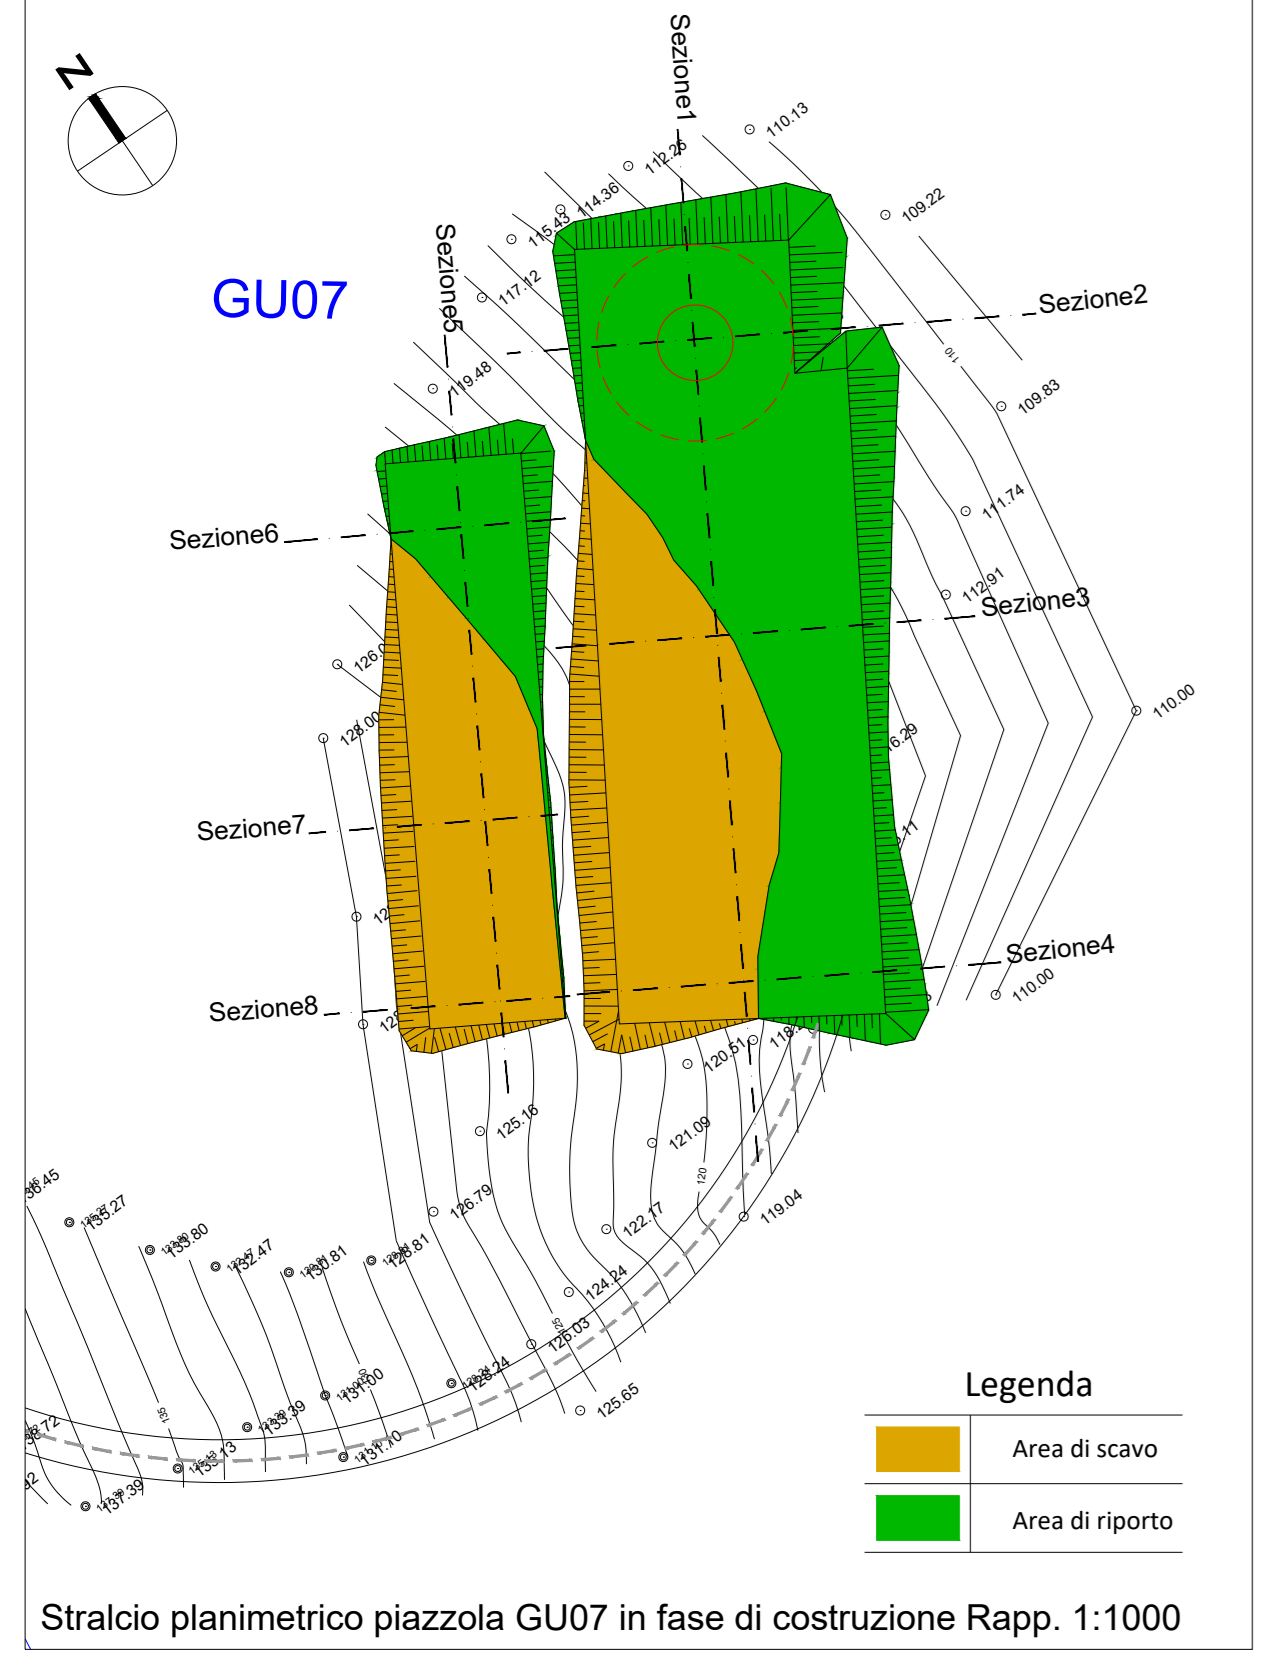 N
Sezione1
110.13
112.26
114.36
115.43
109.22
117.12
Sezione5
GU07
Sezione2
110
119.48
109.83
111.74
Sezione6
112.91
Sezione3
128.00
110.00
Sezione7
Sezione4
110.00
Sezione8
120.51
125.16
121.09
120
119.04
126.79
122.17
135.27
133.80
132.47
130.81
128.81
124.24
125
126.03
128.24
131.00
125.65
135
133.39
131.10
135.13
137.39
Legenda
Area di scavo
Area di riporto
Stralcio planimetrico piazzola GU07 in fase di costruzione Rapp. 1:1000